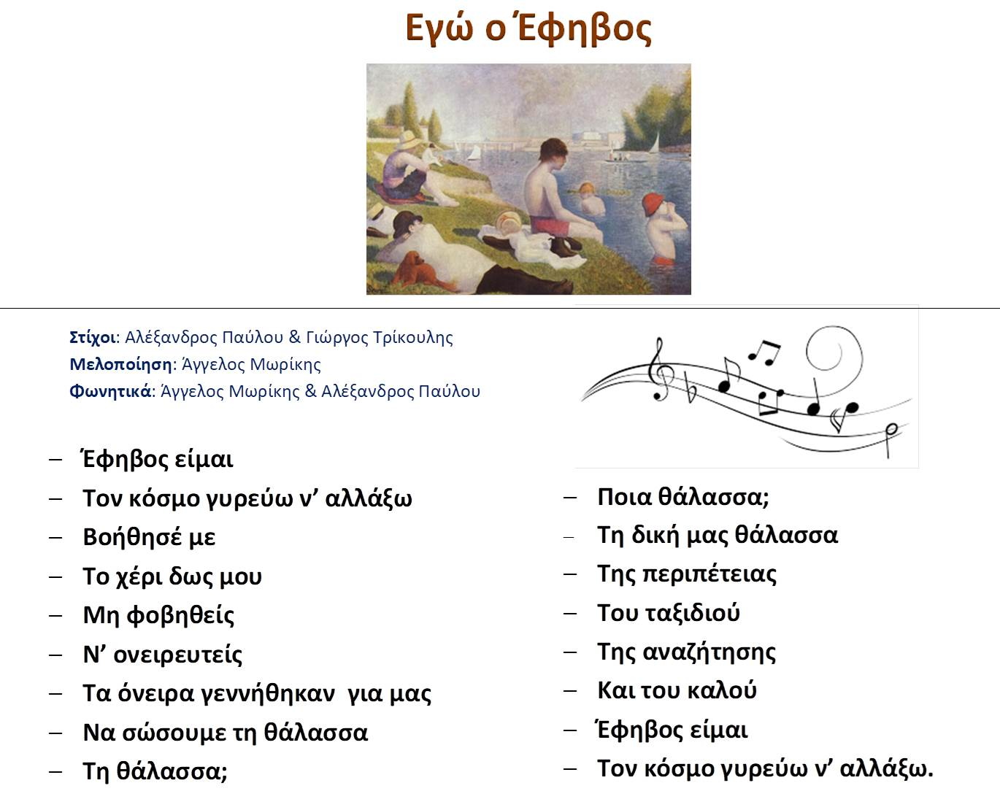 Εγώ ο Έφηβος
Στίχοι: Αλέξανδρος Παύλου & Γιώργος Τρίκουλης
Μελοποίηση: Άγγελος Μωρίκης
Φωνητικά: Άγγελος Μωρίκης & Αλέξανδρος Παύλου
– Έφηβος είμαι
– Τον κόσμο γυρεύω ν’ αλλάξω
– Βοήθησέ με
– Το χέρι δως μου
– Μη φοβηθείς
– Ν’ ονειρευτείς
– Τα όνειρα γεννήθηκαν για μας
– Να σώσουμε τη θάλασσα
– Τη θάλασσα;
– Ποια θάλασσα;
– Τη δική μας θάλασσα
– Της περιπέτειας
– Του ταξιδιού
– Της αναζήτησης
– Και του καλού
– Έφηβος είμαι
– Τον κόσμο γυρεύω ν’ αλλάξω.